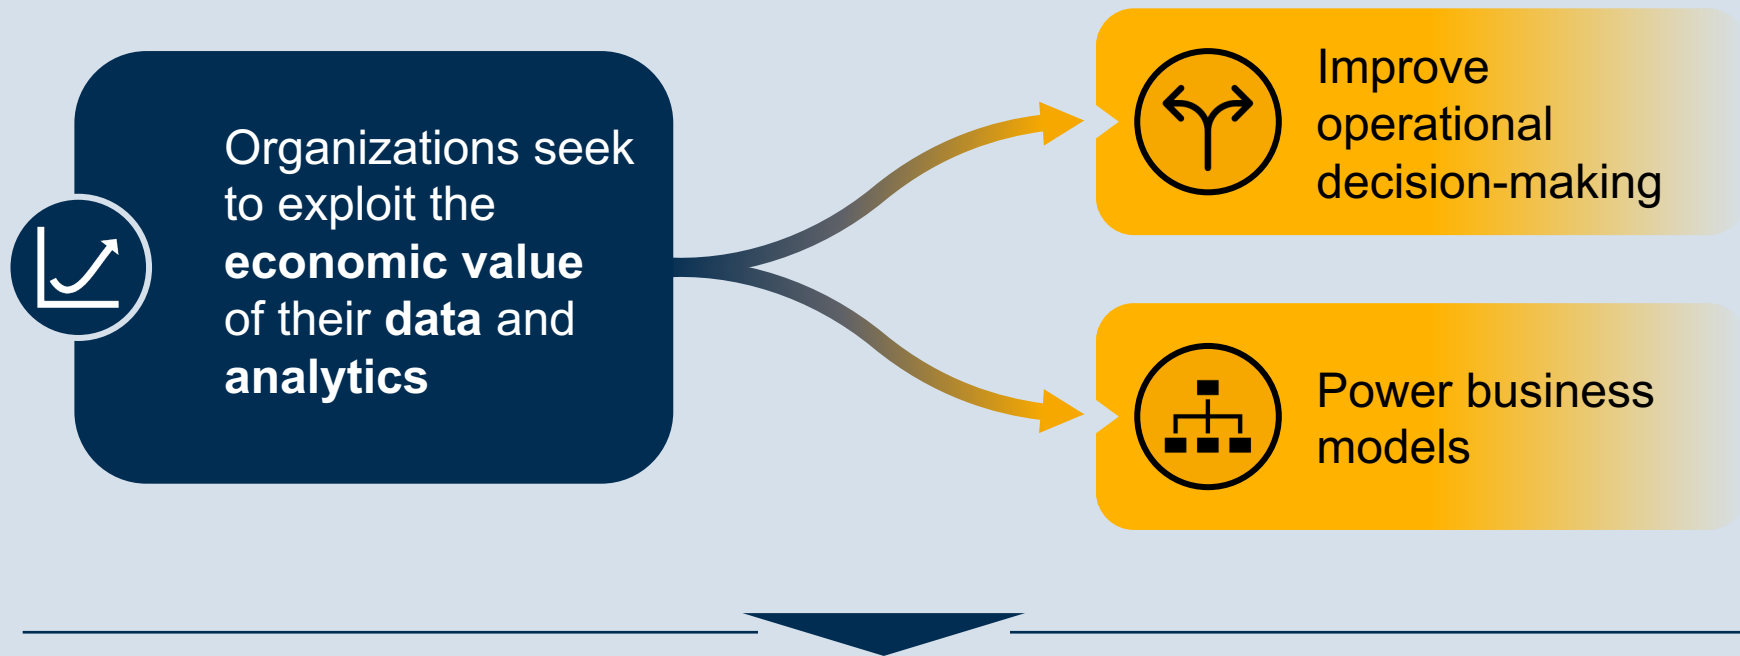 Organizations seek
to exploit the
economic value
of their data and
analytics
Improve
operational
decision-making
Power business
models